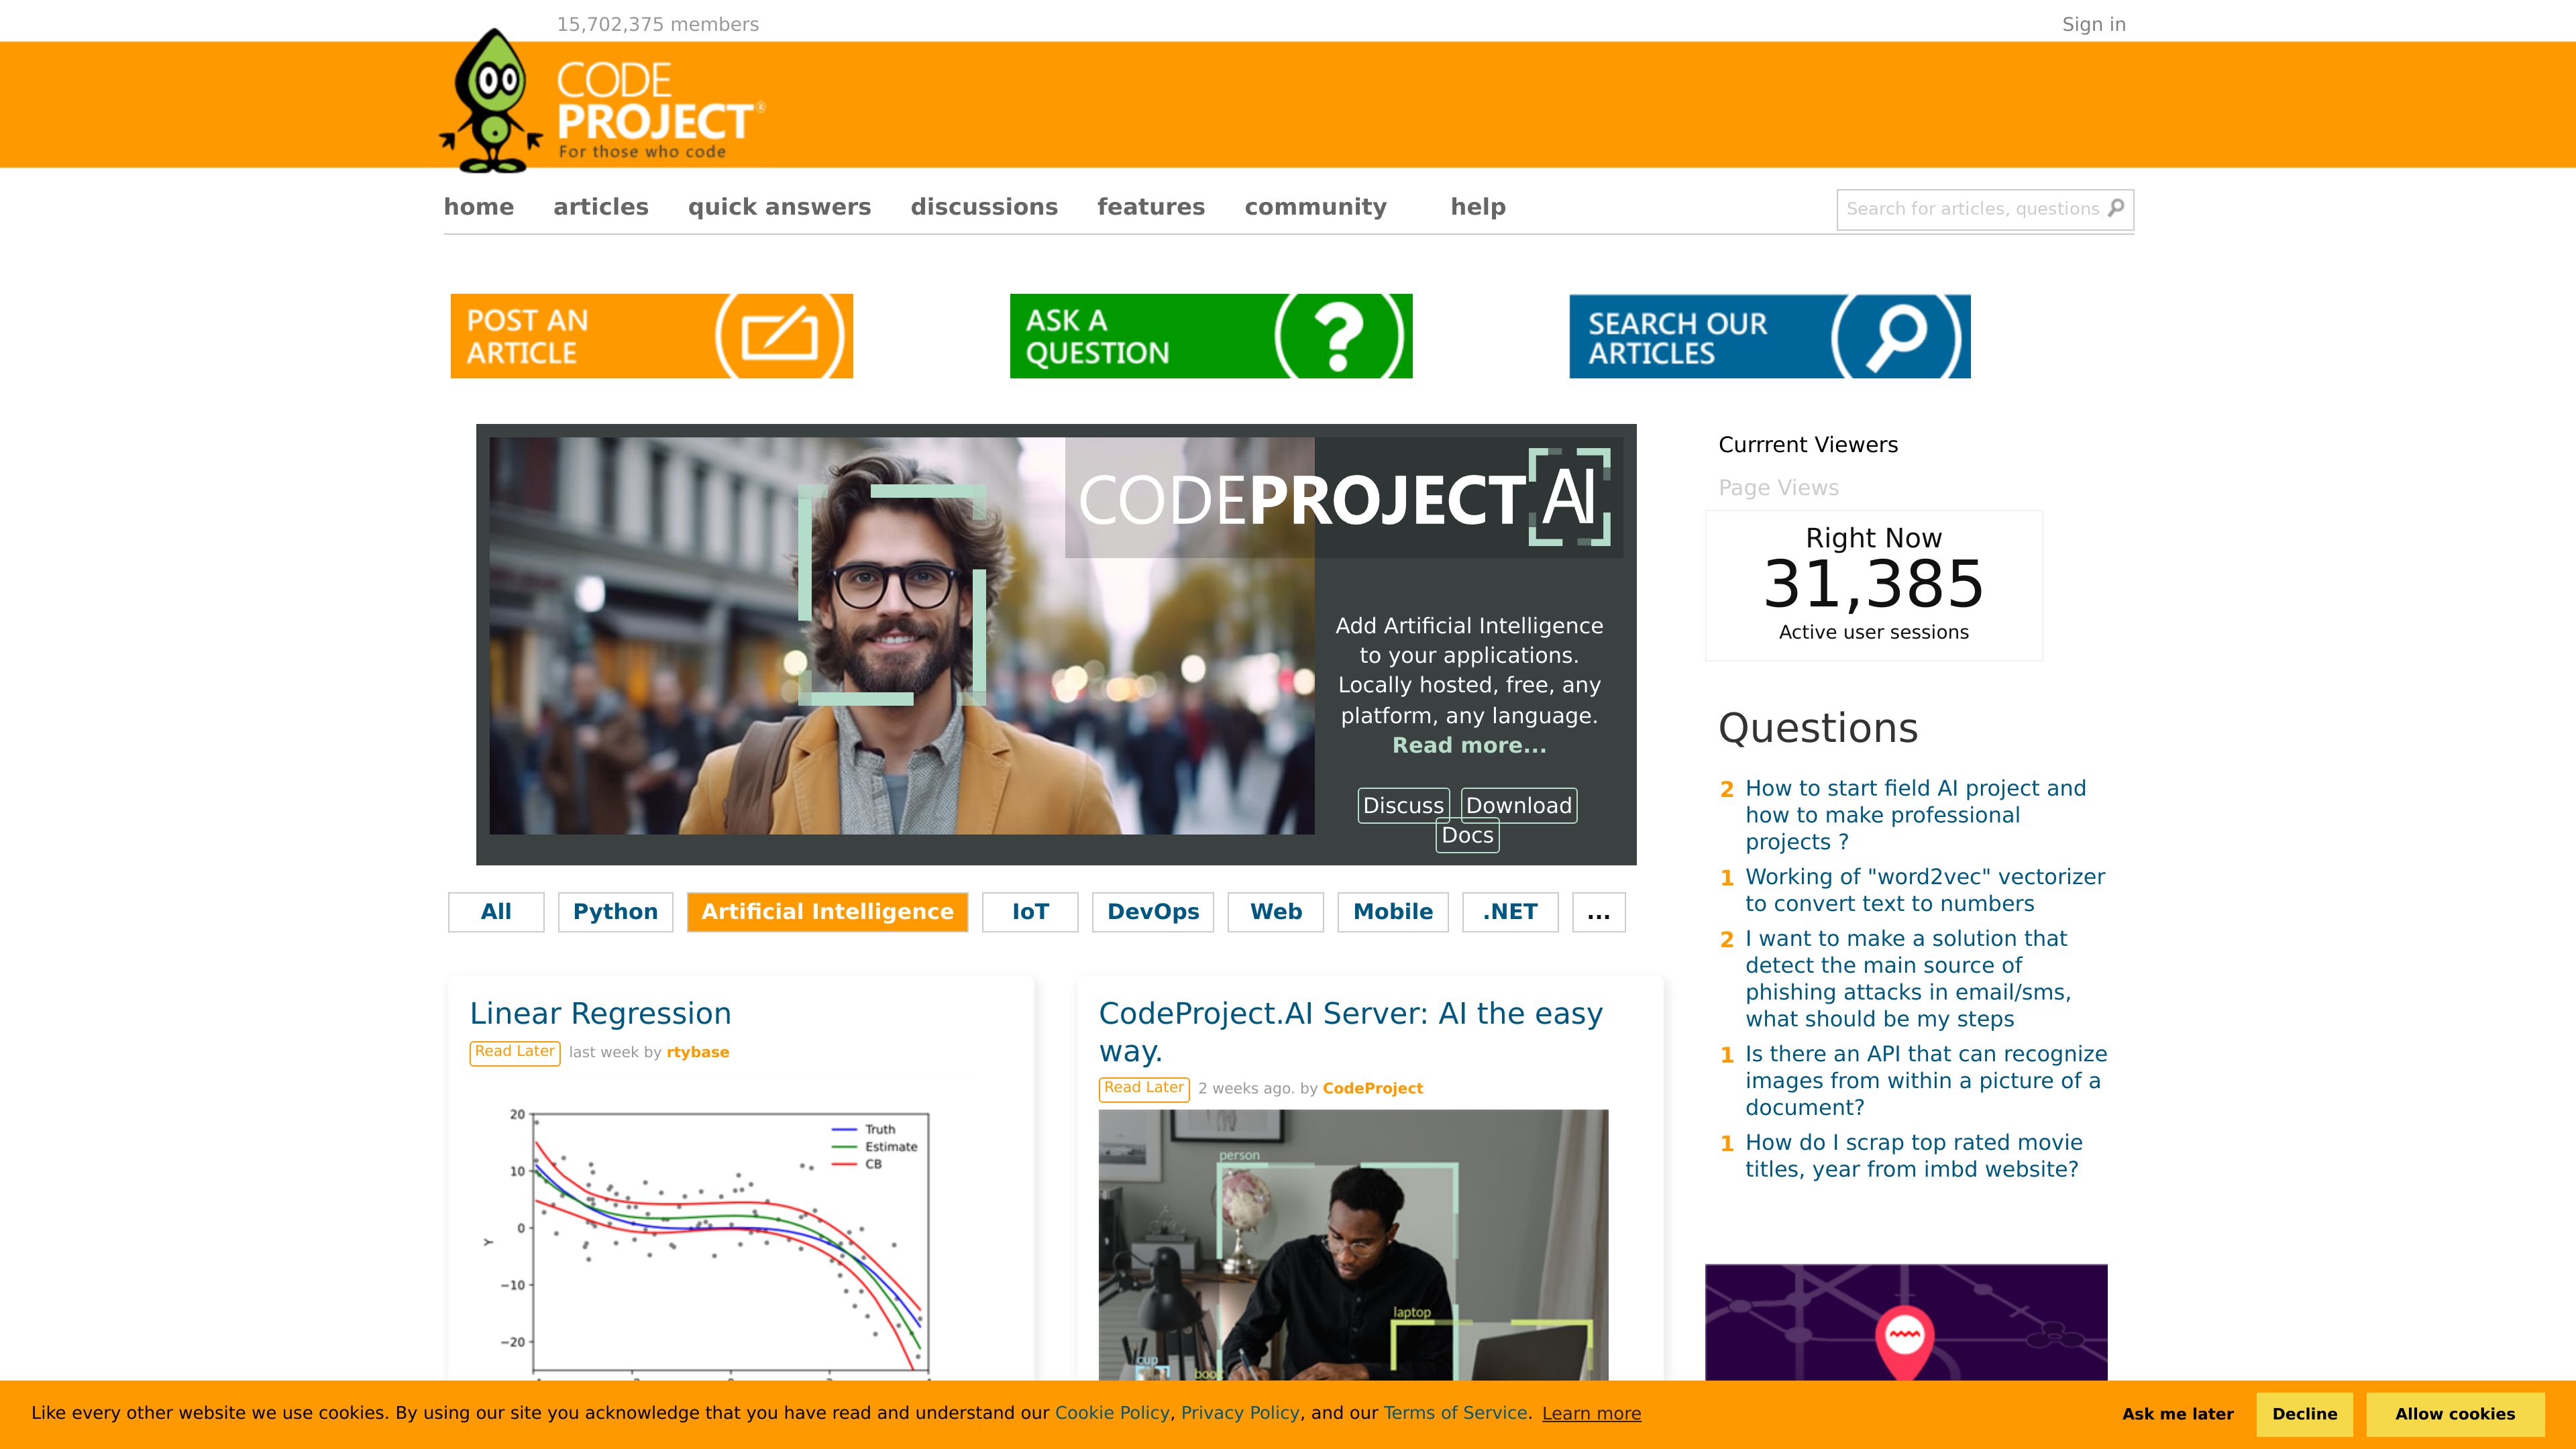 15,702,375 members
Sign in
CODE
PROJECT®
For those who code
home articles quick answers discussions features community help
Search for articles, questions
POST AN
ARTICLE
ASK A
QUESTION
SEARCH OUR
ARTICLES
CODEPROJECT AI
Add Artificial Intelligence
to your applications.
Locally hosted, free, any
platform, any language.
Read more...
Discuss Download
Docs
Currrent Viewers
Page Views
Right Now
31,385
Active user sessions
Questions
2 How to start field AI project and
how to make professional
projects ?
1 Working of "word2vec" vectorizer
to convert text to numbers
2 I want to make a solution that
detect the main source of
phishing attacks in email/sms,
what should be my steps
1 Is there an API that can recognize
images from within a picture of a
document?
1 How do I scrap top rated movie
titles, year from imbd website?
All Python Artificial Intelligence IoT DevOps Web Mobile .NET ...
Linear Regression
Read Later last week by rtybase
20
10
0
−10
−20
Y
Truth
Estimate
CB
CodeProject.AI Server: AI the easy
way.
Read Later 2 weeks ago. by CodeProject
person
laptop
cup
book
Like every other website we use cookies. By using our site you acknowledge that you have read and understand our Cookie Policy, Privacy Policy, and our Terms of Service. Learn more
Ask me later Decline Allow cookies